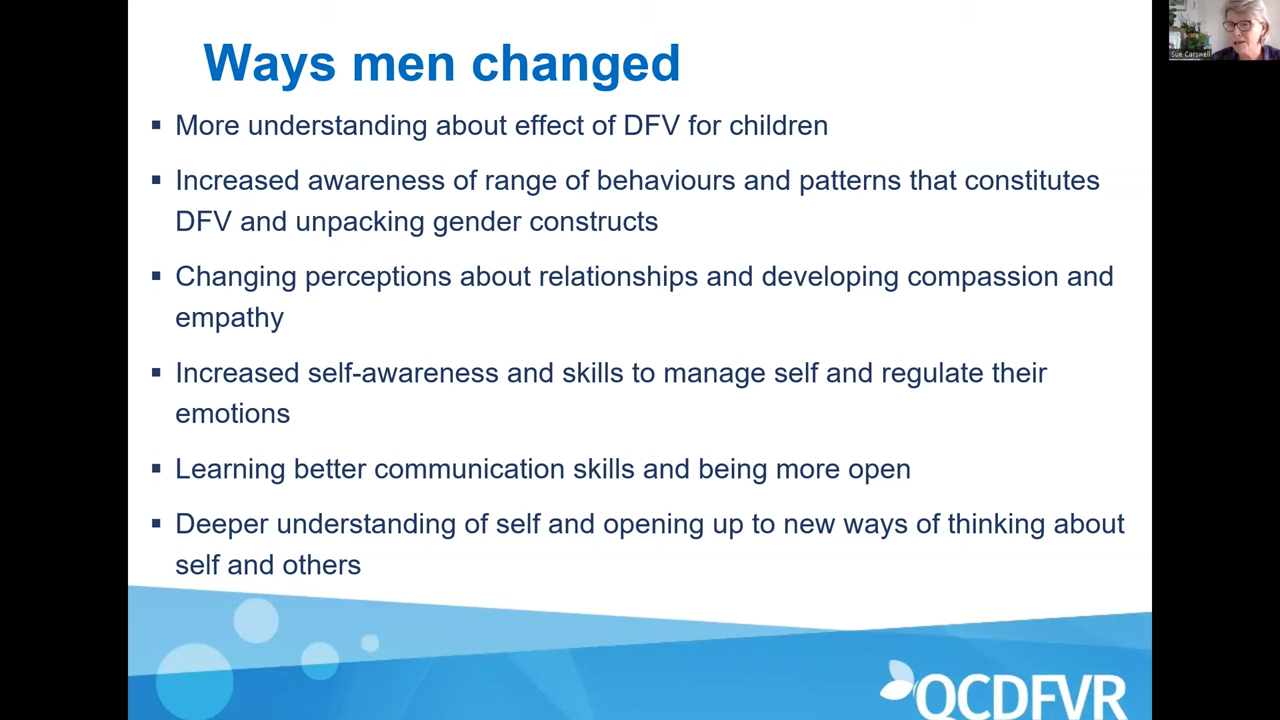 Ways men changed
Sue Carswell
▪ More understanding about effect of DFV for children
▪ Increased awareness of range of behaviours and patterns that constitutes
DFV and unpacking gender constructs
▪ Changing perceptions about relationships and developing compassion and
empathy
▪ Increased self-awareness and skills to manage self and regulate their
emotions
▪ Learning better communication skills and being more open
▪ Deeper understanding of self and opening up to new ways of thinking about
self and others
QCDFVR